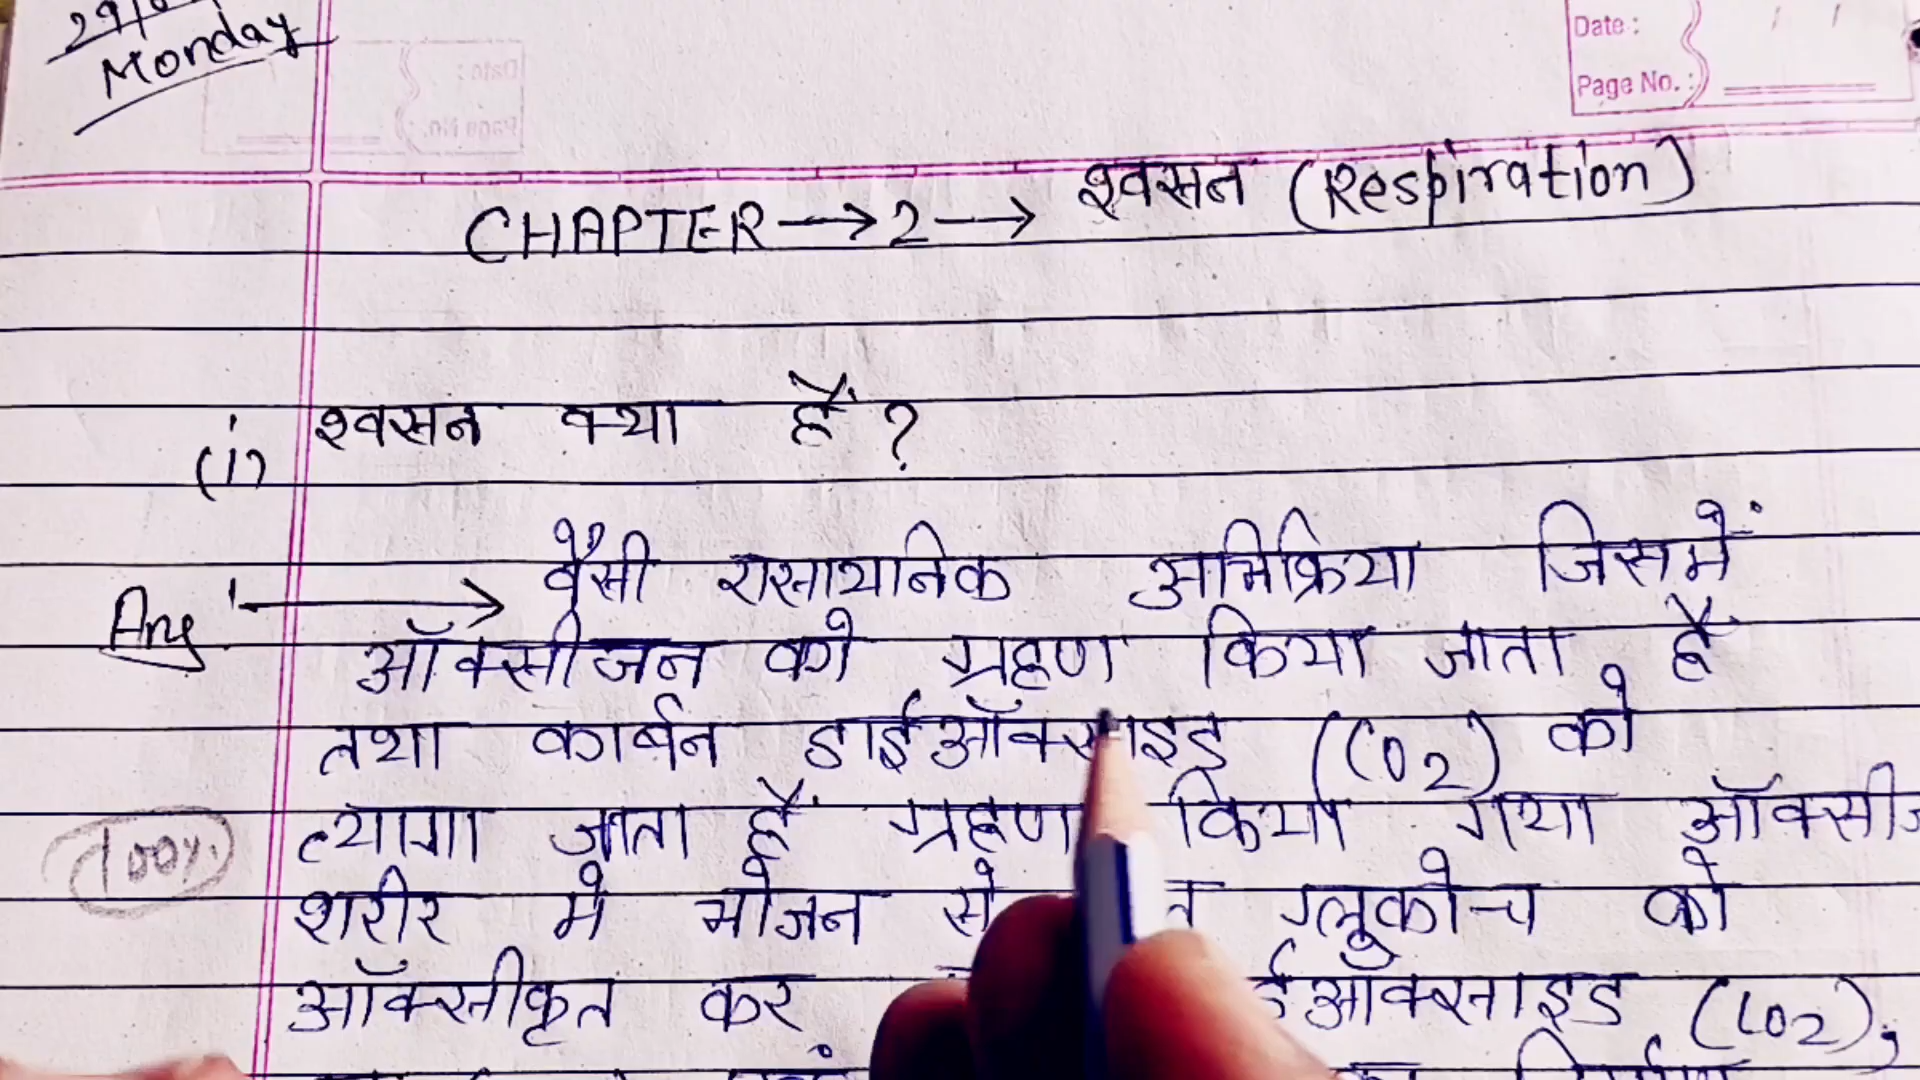 Monday
Date :
Page No. :
CHAPTER → 2 → श्वसन (Respiration)
(i) श्वसन क्या है ?
Ans → वैसी रासायनिक अभिक्रिया जिसमें
ऑक्सीजन को ग्रहण किया जाता है
तथा कार्बन डाईऑक्साइड (CO2) को
त्यागा जाता है ग्रहण किया गया ऑक्सीज
100% शरीर मे भोजन से ग्लूकोच को
ऑक्सीकृत कर ईऑक्साइड (CO2),